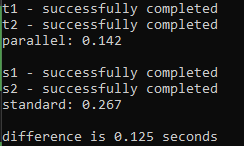 t1 - successfully completed
t2 - successfully completed
parallel: 0.142
s1 - successfully completed
s2 - successfully completed
standard: 0.267
difference is 0.125 seconds